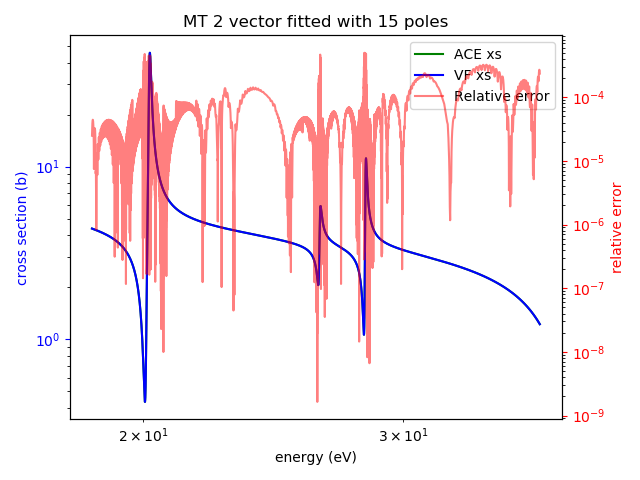 MT 2 vector fitted with 15 poles
ACE xs
VF xs
Relative error
cross section (b)
10¹
10⁰
relative error
10⁻⁴
10⁻⁵
10⁻⁶
10⁻⁷
10⁻⁸
10⁻⁹
2 × 10¹
3 × 10¹
energy (eV)